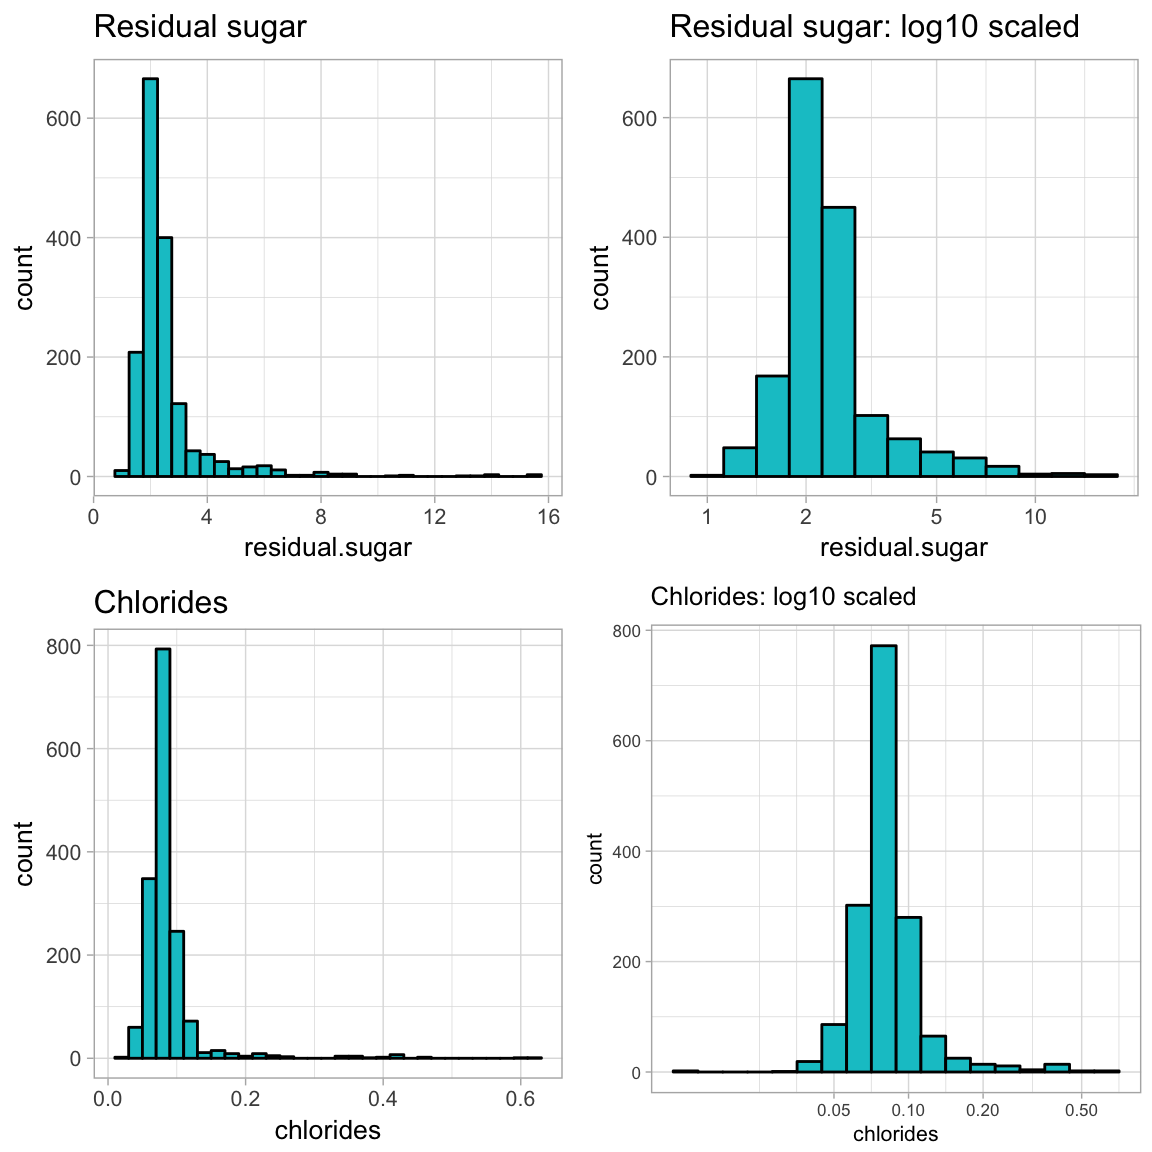 Residual sugar
600
400
200
0
count
0 4 8 12 16
residual.sugar
Residual sugar: log10 scaled
600
400
200
0
count
1 2 5 10
residual.sugar
Chlorides
800
600
400
200
0
count
0.0 0.2 0.4 0.6
chlorides
Chlorides: log10 scaled
800
600
400
200
0
count
0.05 0.10 0.20 0.50
chlorides